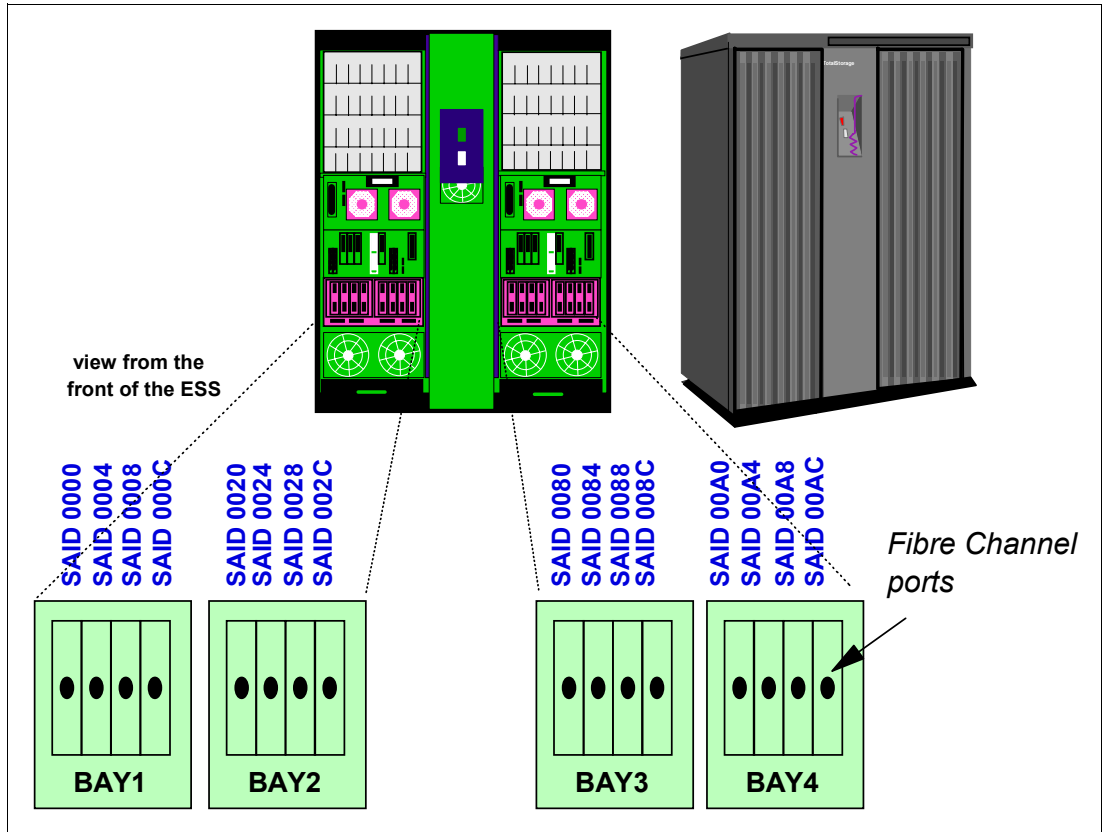 TotalStorage
view from the
front of the ESS
SAID 0000
SAID 0004
SAID 0008
SAID 000C
SAID 0020
SAID 0024
SAID 0028
SAID 002C
SAID 0080
SAID 0084
SAID 0088
SAID 008C
SAID 00A0
SAID 00A4
SAID 00A8
SAID 00AC
Fibre Channel
ports
BAY1
BAY2
BAY3
BAY4